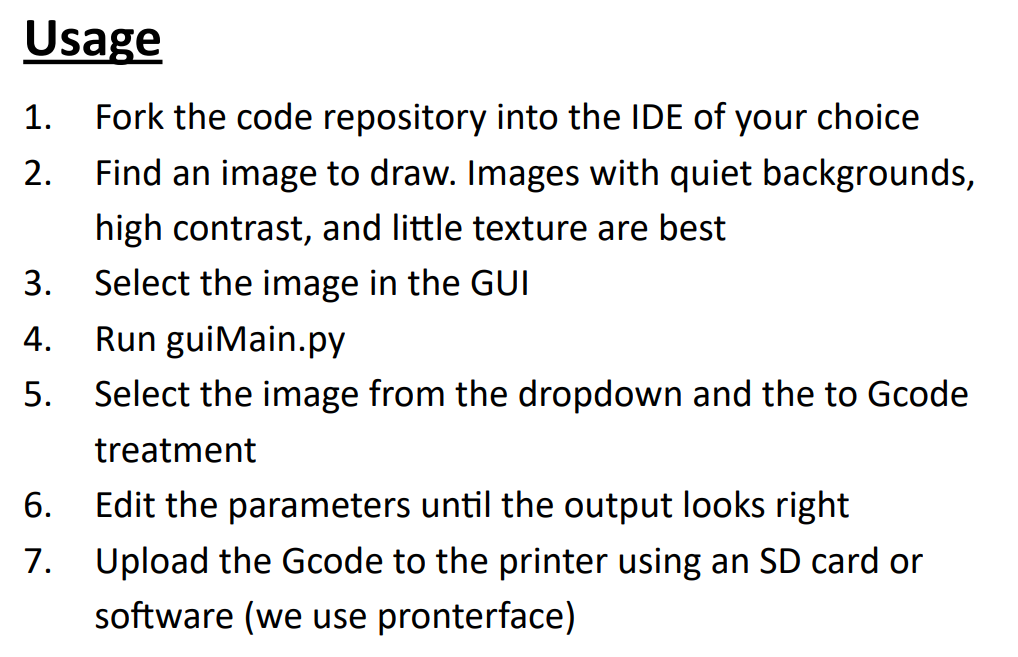 Usage
1. Fork the code repository into the IDE of your choice
2. Find an image to draw. Images with quiet backgrounds,
high contrast, and little texture are best
3. Select the image in the GUI
4. Run guiMain.py
5. Select the image from the dropdown and the to Gcode
treatment
6. Edit the parameters until the output looks right
7. Upload the Gcode to the printer using an SD card or
software (we use pronterface)